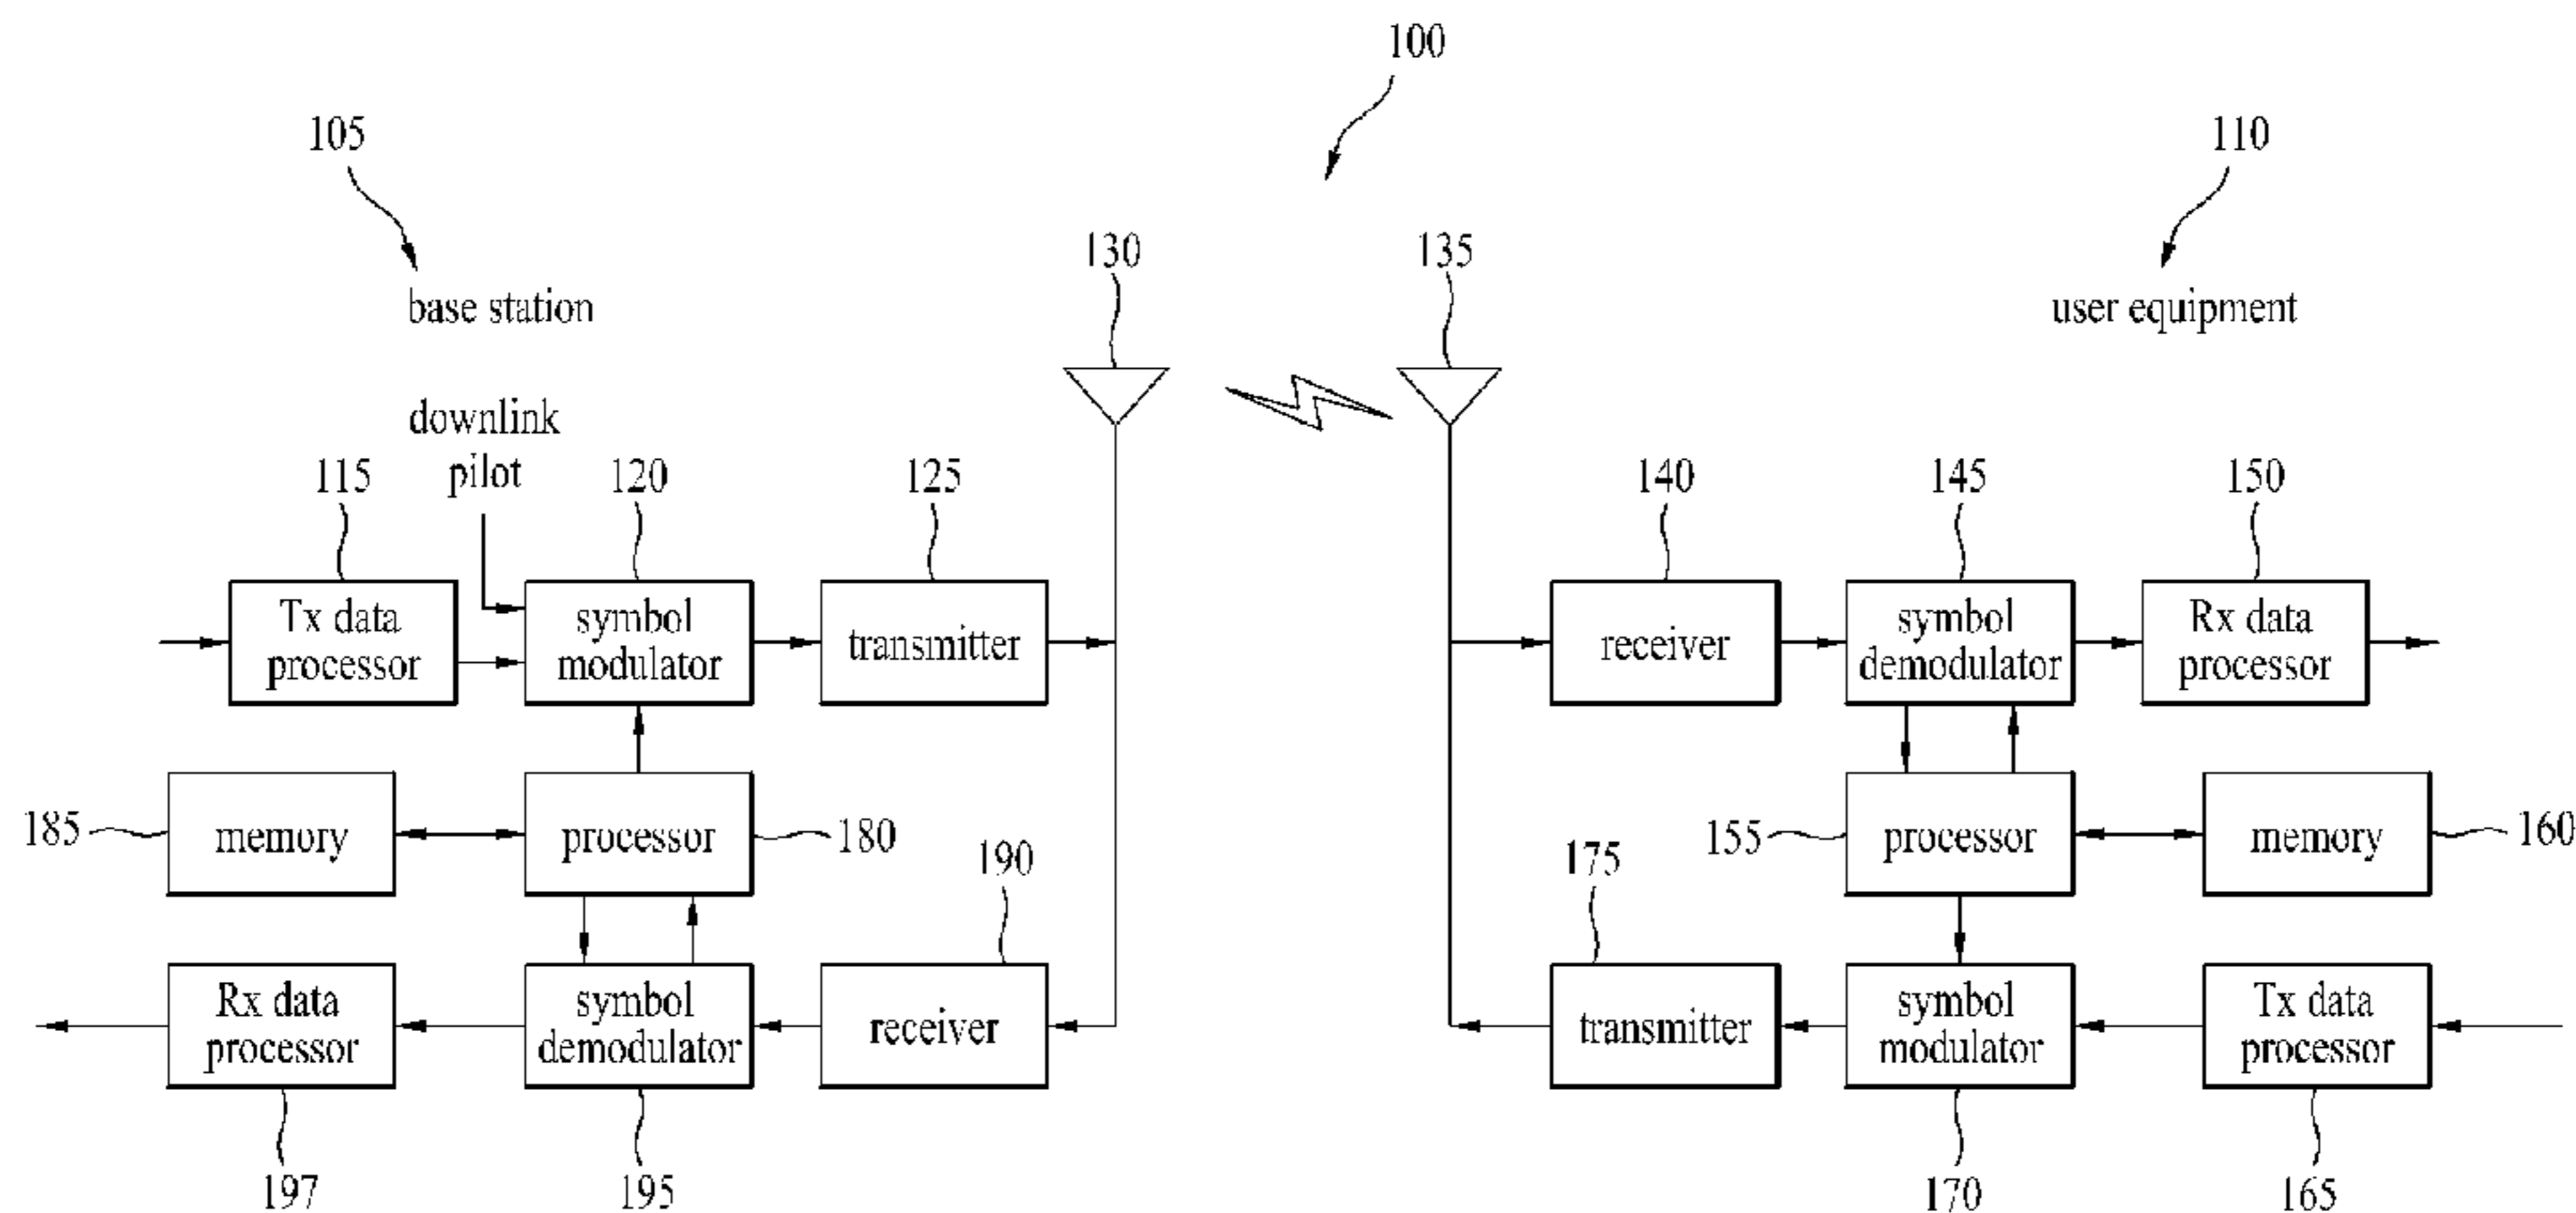 100
105
110
130
135
base station
user equipment
downlink
pilot
115
120
125
140
145
150
Tx data
processor
symbol
modulator
transmitter
receiver
symbol
demodulator
Rx data
processor
185
memory
processor
180
190
175
155
processor
memory
160
Rx data
processor
symbol
demodulator
receiver
transmitter
symbol
modulator
Tx data
processor
197
195
170
165